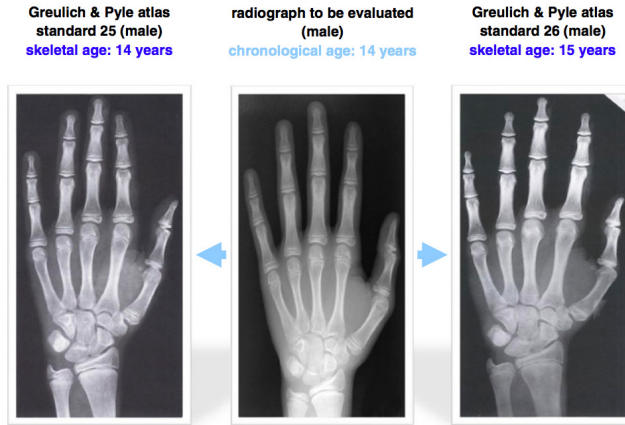 Greulich & Pyle atlas
standard 25 (male)
skeletal age: 14 years
radiograph to be evaluated
(male)
chronological age: 14 years
Greulich & Pyle atlas
standard 26 (male)
skeletal age: 15 years